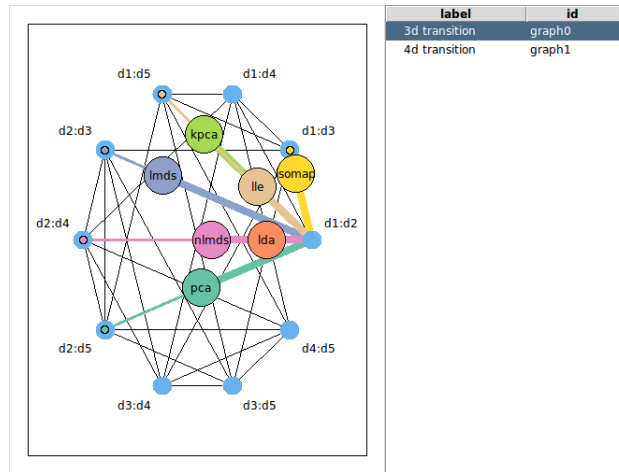 label id
3d transition graph0
4d transition graph1
d1:d5
d1:d4
d2:d3
d1:d3
kpca
lmds
lle
isomap
d2:d4
d1:d2
nlmds
lda
pca
d2:d5
d4:d5
d3:d4
d3:d5